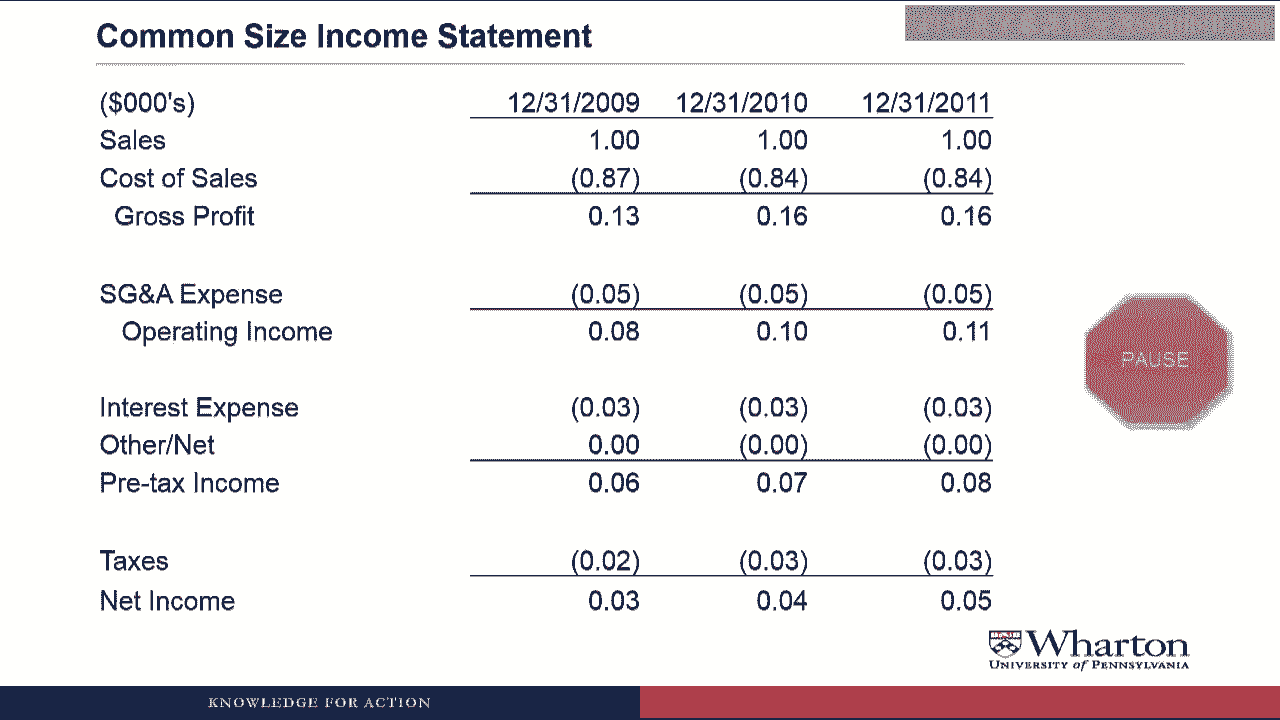 Common Size Income Statement
($000's) 12/31/2009 12/31/2010 12/31/2011
Sales 1.00 1.00 1.00
Cost of Sales (0.87) (0.84) (0.84)
Gross Profit 0.13 0.16 0.16
SG&A Expense (0.05) (0.05) (0.05)
Operating Income 0.08 0.10 0.11
Interest Expense (0.03) (0.03) (0.03)
Other/Net 0.00 (0.00) (0.00)
Pre-tax Income 0.06 0.07 0.08
Taxes (0.02) (0.03) (0.03)
Net Income 0.03 0.04 0.05
PAUSE
Wharton
UNIVERSITY of PENNSYLVANIA
KNOWLEDGE FOR ACTION